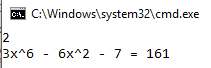 C:\Windows\system32\cmd.exe
2
3x^6 - 6x^2 - 7 = 161